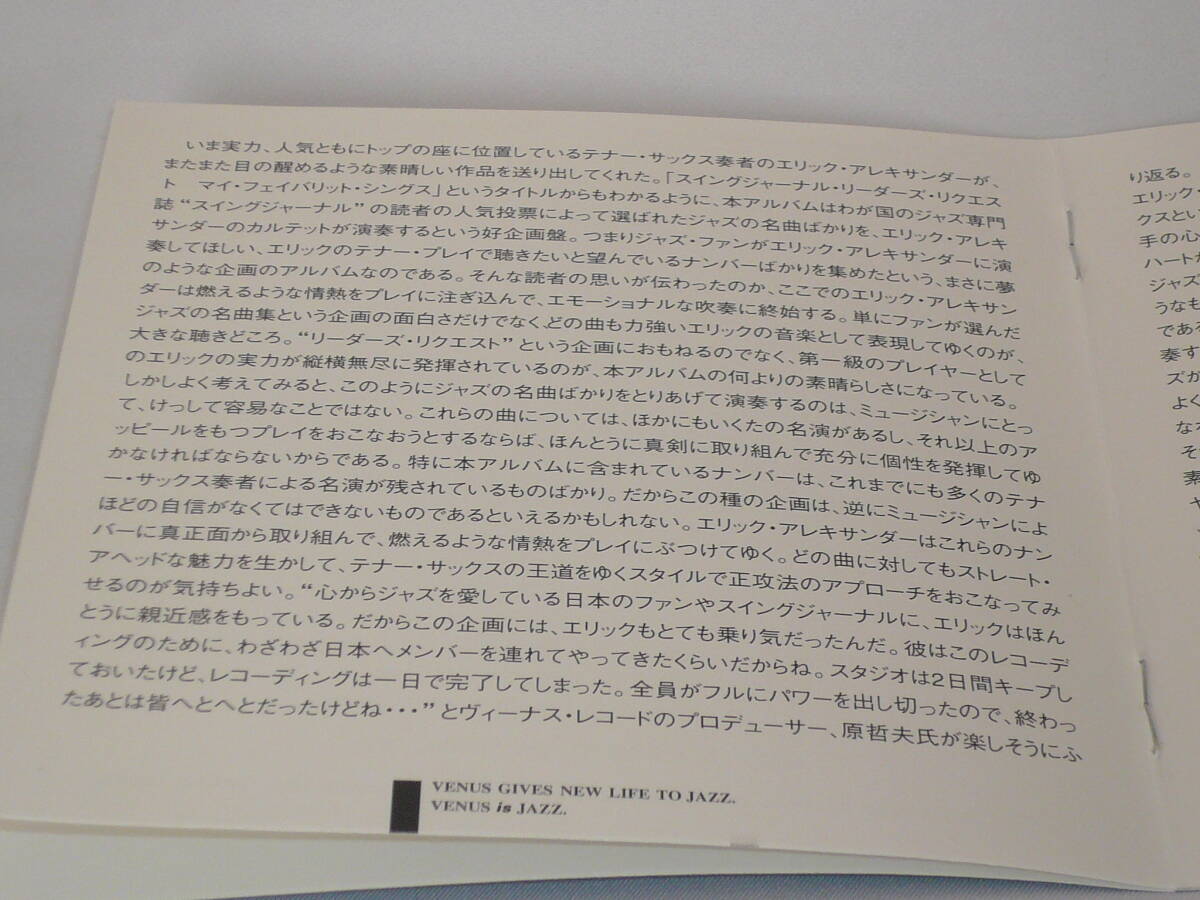 いま実力、人気ともにトップの座に位置しているテナー・サックス奏者のエリック・アレキサンダーが、
またまた目の醒めるような素晴しい作品を送り出してくれた。「スイングジャーナル・リーダーズ・リクエス
ト　マイ・フェイバリット・シングス」というタイトルからもわかるように、本アルバムはわが国のジャズ専門
誌“スイングジャーナル”の読者の人気投票によって選ばれたジャズの名曲ばかりを、エリック・アレキ
サンダーのカルテットが演奏するという好企画盤。つまりジャズ・ファンがエリック・アレキサンダーに演
奏してほしい、エリックのテナー・プレイで聴きたいと望んでいるナンバーばかりを集めたという、まさに夢
のような企画のアルバムなのである。そんな読者の思いが伝わったのか、ここでのエリック・アレキサン
ダーは燃えるような情熱をプレイに注ぎ込んで、エモーショナルな吹奏に終始する。単にファンが選んだ
ジャズの名曲集という企画の面白さだけでなく、どの曲も力強いエリックの音楽として表現してゆくのが、
大きな聴きどころ。“リーダーズ・リクエスト”という企画におもねるのでなく、第一級のプレイヤーとして
のエリックの実力が縦横無尽に発揮されているのが、本アルバムの何よりの素晴らしさになっている。
しかしよく考えてみると、このようにジャズの名曲ばかりをとりあげて演奏するのは、ミュージシャンにとっ
て、けっして容易なことではない。これらの曲については、ほかにもいくたの名演があるし、それ以上のア
ッピールをもつプレイをおこなおうとするならば、ほんとうに真剣に取り組んで充分に個性を発揮してゆ
かなければならないからである。特に本アルバムに含まれているナンバーは、これまでにも多くのテナ
ー・サックス奏者による名演が残されているものばかり。だからこの種の企画は、逆にミュージシャンによ
ほどの自信がなくてはできないものであるといえるかもしれない。エリック・アレキサンダーはこれらのナン
バーに真正面から取り組んで、燃えるような情熱をプレイにぶつけてゆく。どの曲に対してもストレート・
アヘッドな魅力を生かして、テナー・サックスの王道をゆくスタイルで正攻法のアプローチをおこなってみ
せるのが気持ちよい。“心からジャズを愛している日本のファンやスイングジャーナルに、エリックはほん
とうに親近感をもっている。だからこの企画には、エリックもとても乗り気だったんだ。彼はこのレコーデ
ィングのために、わざわざ日本へメンバーを連れてやってきたくらいだからね。スタジオは2日間キープし
ておいたけど、レコーディングは一日で完了してしまった。全員がフルにパワーを出し切ったので、終わっ
たあとは皆へとへとだったけどね・・・”とヴィーナス・レコードのプロデューサー、原哲夫氏が楽しそうにふ
VENUS GIVES NEW LIFE TO JAZZ.
VENUS is JAZZ.
り返る。
エリック・
クスとい
手の心
ハートが
ジャズ
うなも
であ
奏す
ズが
よく
な
そ
素